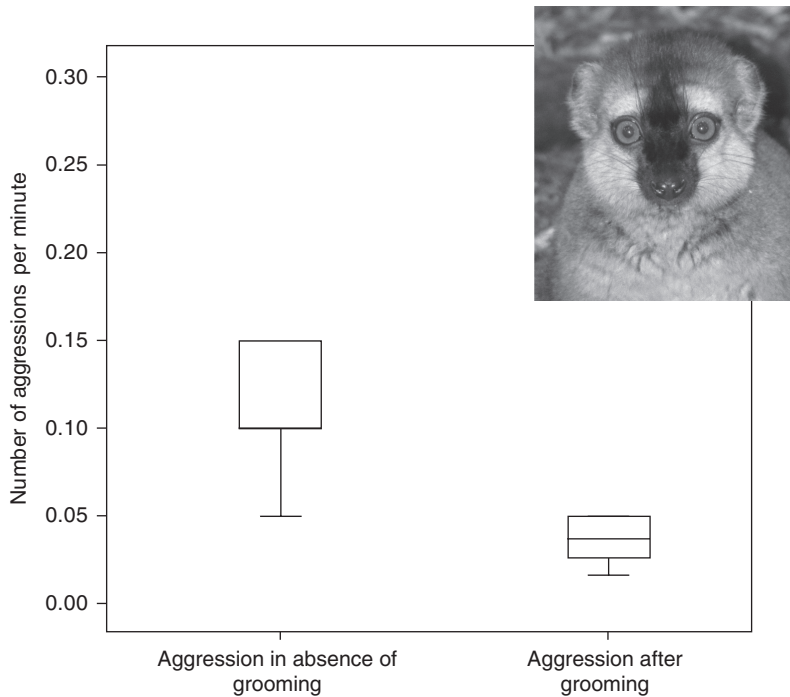 Number of aggressions per minute
0.30
0.25
0.20
0.15
0.10
0.05
0.00
Aggression in absence of
grooming
Aggression after
grooming